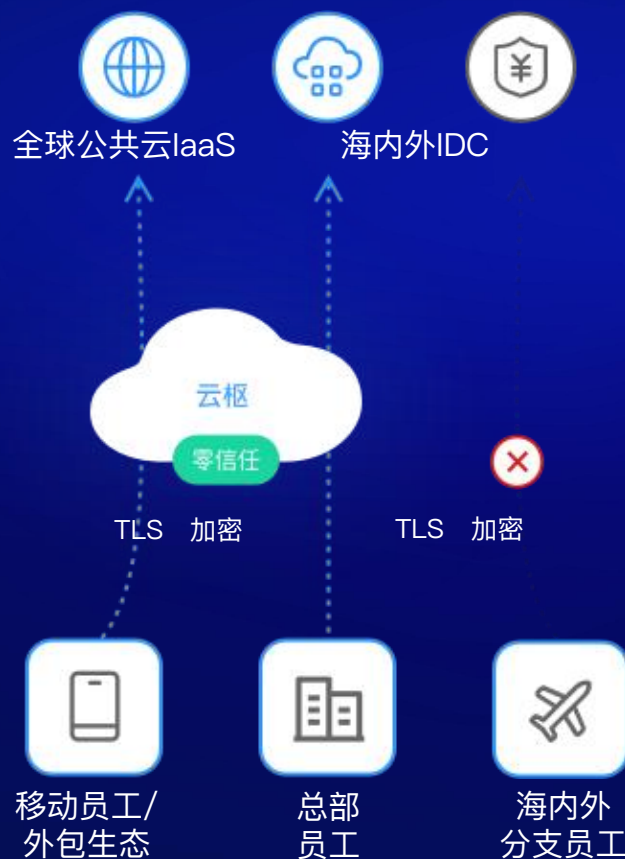 全球公共云IaaS
海内外IDC
云枢
零信任
TLS 加密
TLS 加密
移动员工/
外包生态
总部
员工
海内外
分支员工